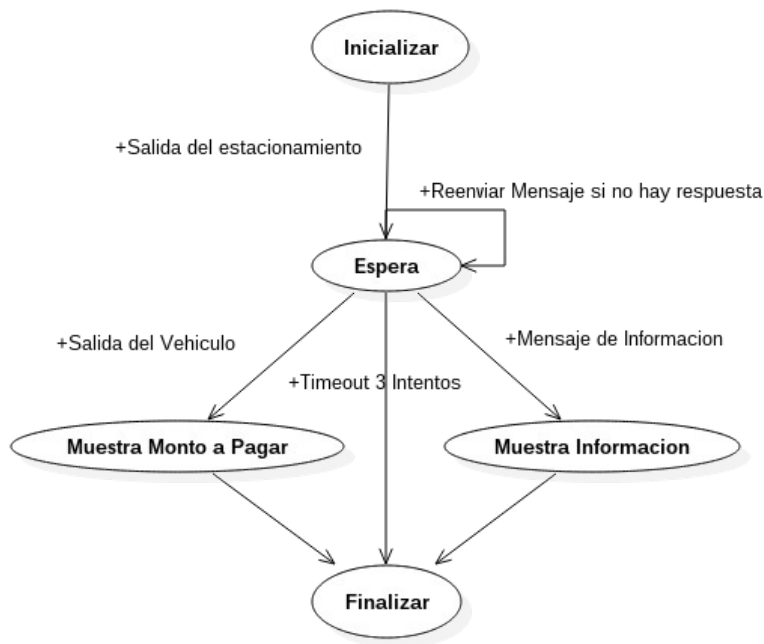 Inicializar
+Salida del estacionamiento
+Reenviar Mensaje si no hay respuesta
Espera
+Salida del Vehiculo
+Mensaje de Informacion
+Timeout 3 Intentos
Muestra Monto a Pagar
Muestra Informacion
Finalizar